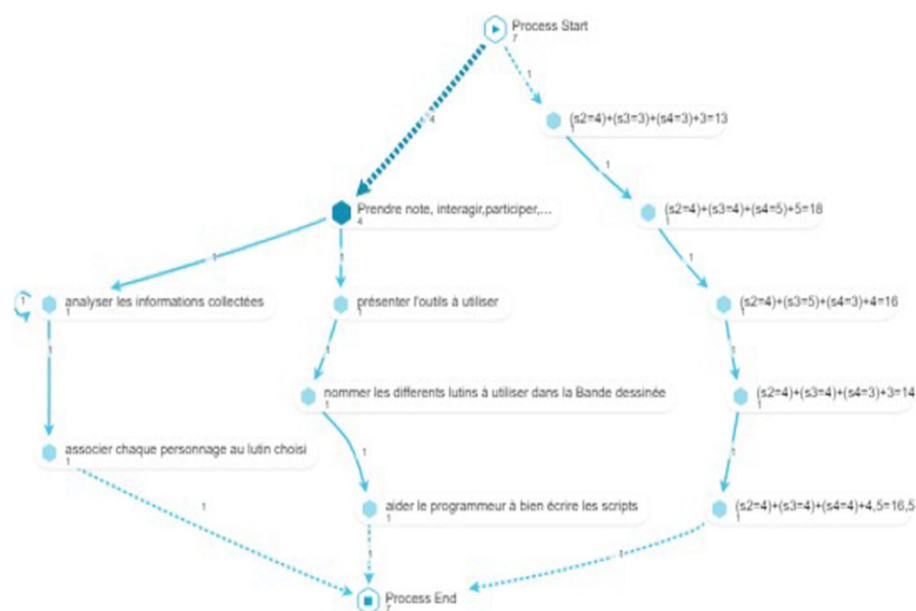 Process Start
7
1
4
(s2=4)+(s3=3)+(s4=3)+3=13
1
1
Prendre note, interagir,participer,...
4
(s2=4)+(s3=4)+(s4=5)+5=18
1
1
1
1
1
analyser les informations collectées
1
présenter l'outils à utiliser
1
(s2=4)+(s3=5)+(s4=3)+4=16
1
1
1
1
nommer les differents lutins à utiliser dans la Bande dessinée
1
(s2=4)+(s3=4)+(s4=3)+3=14
1
associer chaque personnage au lutin choisi
1
1
1
1
aider le programmeur à bien écrire les scripts
1
(s2=4)+(s3=4)+(s4=4)+4,5=16,5
1
1
1
Process End
7